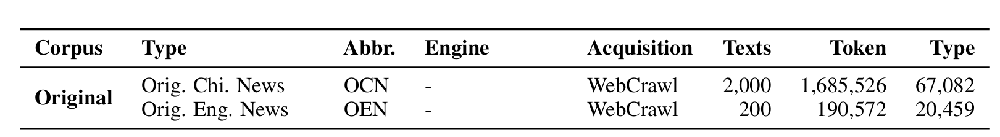 Corpus Type Abbr. Engine Acquisition Texts Token Type
Original
Orig. Chi. News OCN - WebCrawl 2,000 1,685,526 67,082
Orig. Eng. News OEN - WebCrawl 200 190,572 20,459